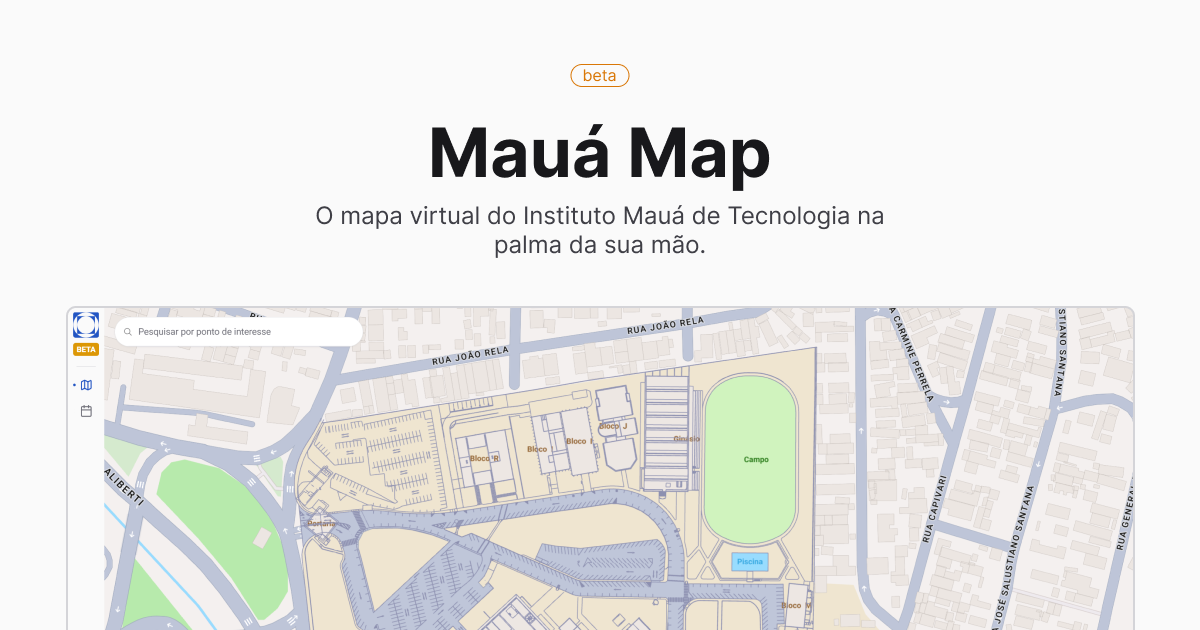 beta
Mauá Map
O mapa virtual do Instituto Mauá de Tecnologia na
palma da sua mão.
BETA
Pesquisar por ponto de interesse
RUA JOÃO RELA
RUA JOÃO RELA
A CARMINE PERRELA
STIANO SANTANA
Bloco J
Bloco
Bloco
Ginásio
Bloco R
Campo
ALIBERTI
Portaria
RUA CAPIVARI
JOSÉ SALUSTIANO SANTANA
RUA GENERAL
Piscina
Bloco M